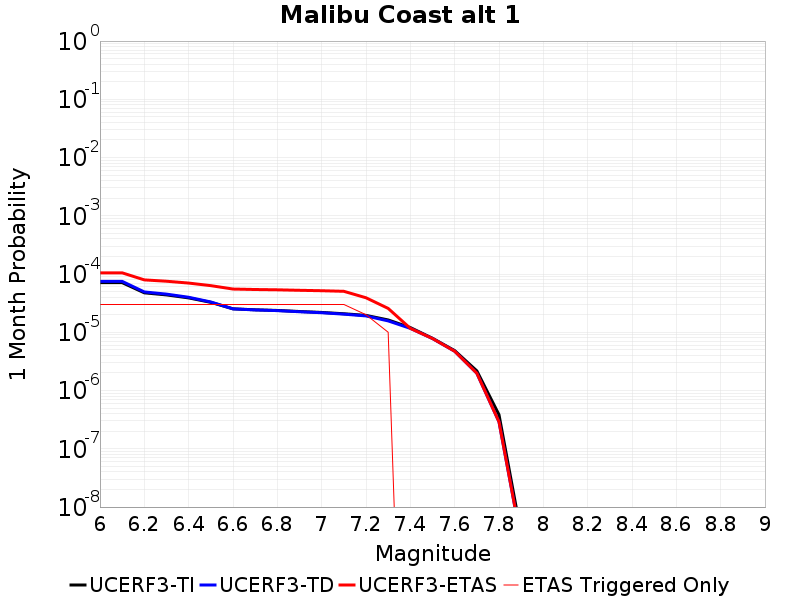 Malibu Coast alt 1
1 Month Probability
10^0
10^-1
10^-2
10^-3
10^-4
10^-5
10^-6
10^-7
10^-8
6 6.2 6.4 6.6 6.8 7 7.2 7.4 7.6 7.8 8 8.2 8.4 8.6 8.8 9
Magnitude
UCERF3-TI UCERF3-TD UCERF3-ETAS ETAS Triggered Only